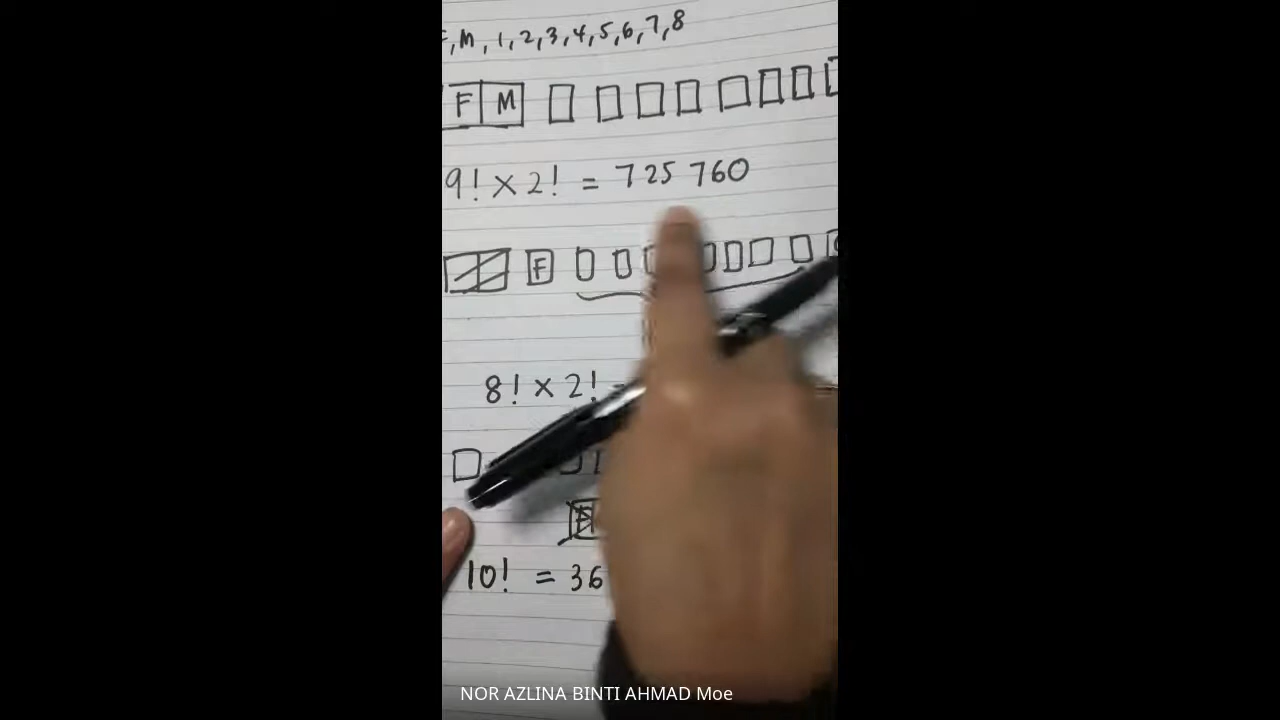 , M, 1, 2, 3, 4, 5, 6, 7, 8
F M
9! × 2! = 725 760
F
8! × 2! =
10! = 36
NOR AZLINA BINTI AHMAD Moe